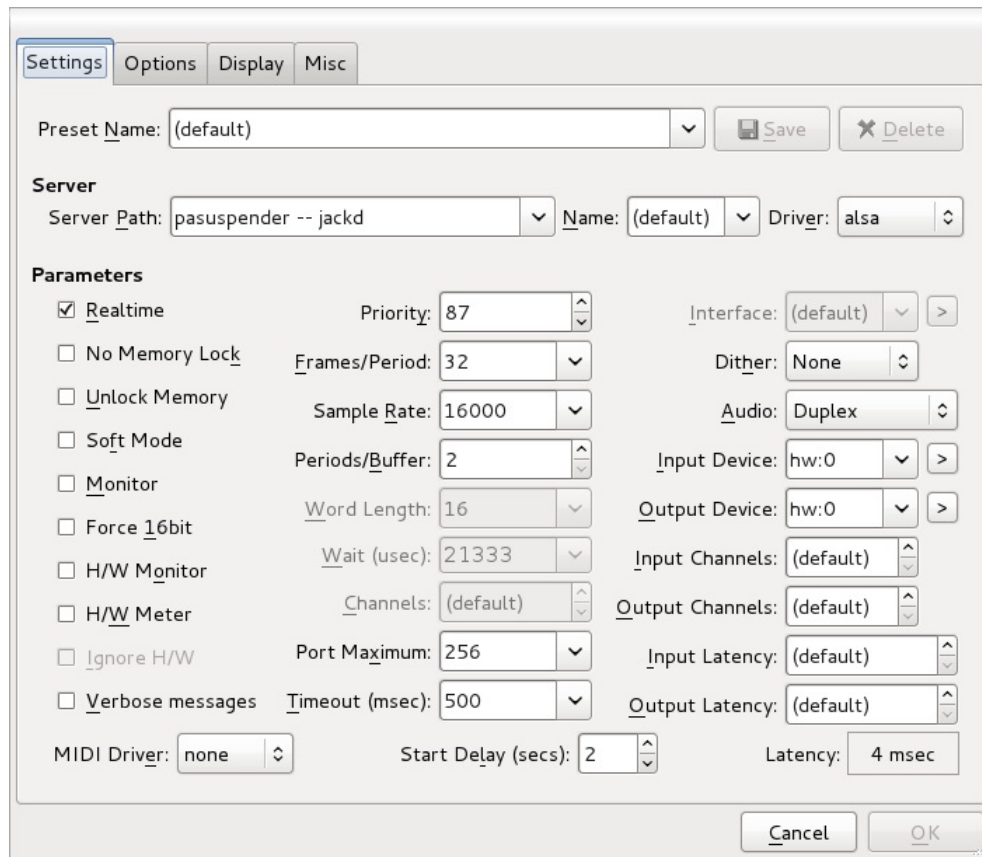 Settings Options Display Misc
Preset Name: (default) Save Delete
Server
Server Path: pasuspender -- jackd Name: (default) Driver: alsa
Parameters
Realtime Priority: 87 Interface: (default) >
No Memory Lock Frames/Period: 32 Dither: None
Unlock Memory Sample Rate: 16000 Audio: Duplex
Soft Mode Periods/Buffer: 2 Input Device: hw:0 >
Monitor Word Length: 16 Output Device: hw:0 >
Force 16bit Wait (usec): 21333 Input Channels: (default)
H/W Monitor Channels: (default) Output Channels: (default)
H/W Meter Port Maximum: 256 Input Latency: (default)
Ignore H/W Timeout (msec): 500 Output Latency: (default)
Verbose messages
MIDI Driver: none Start Delay (secs): 2 Latency: 4 msec
Cancel OK